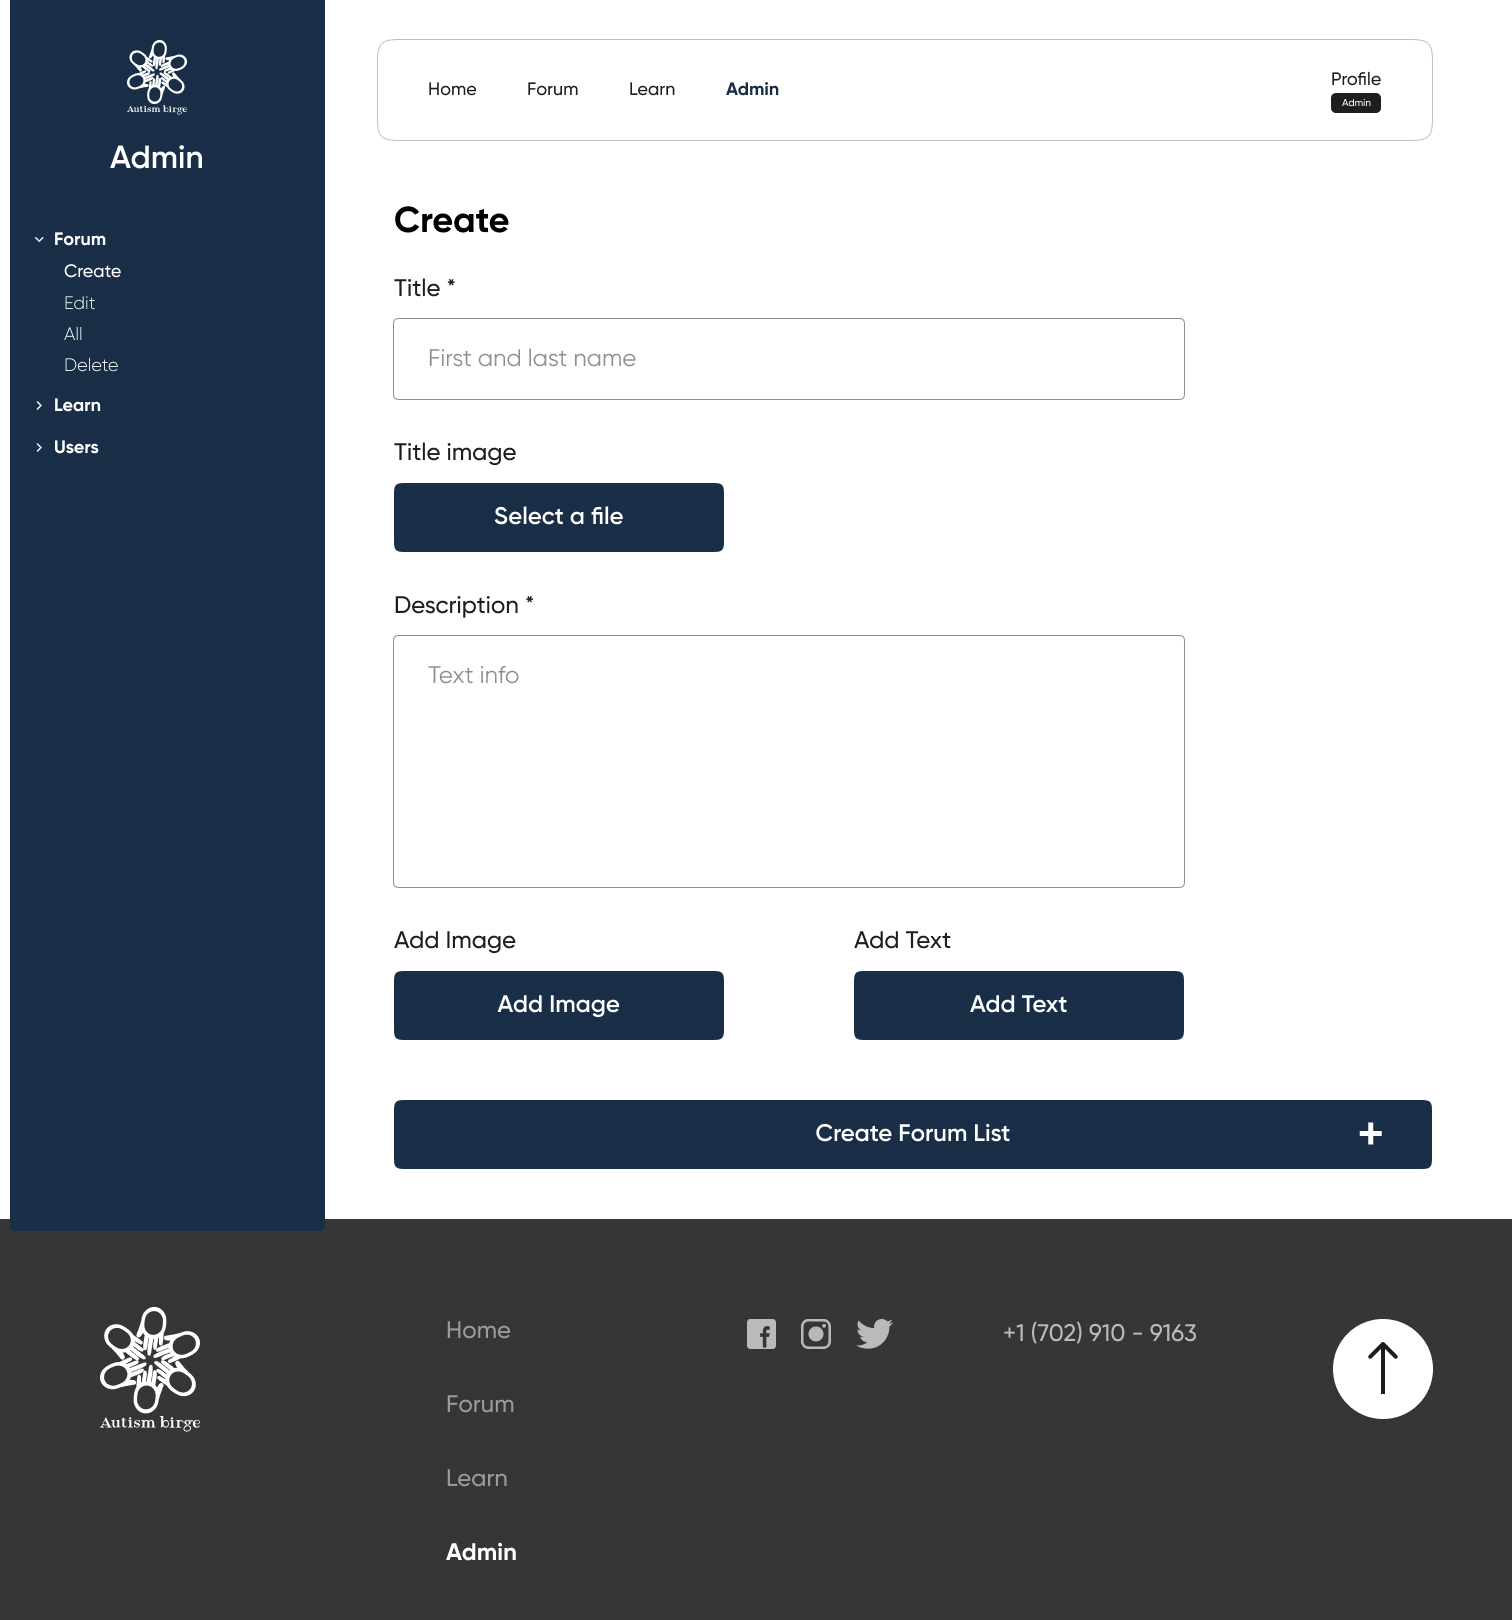 Autism birge
Admin
Forum
Create
Edit
All
Delete
Learn
Users
Home
Forum
Learn
Admin
Profile
Admin
Create
Title *
First and last name
Title image
Select a file
Description *
Text info
Add Image
Add Text
Add Image
Add Text
Create Forum List
+
Autism birge
Home
Forum
Learn
Admin
+1 (702) 910 - 9163